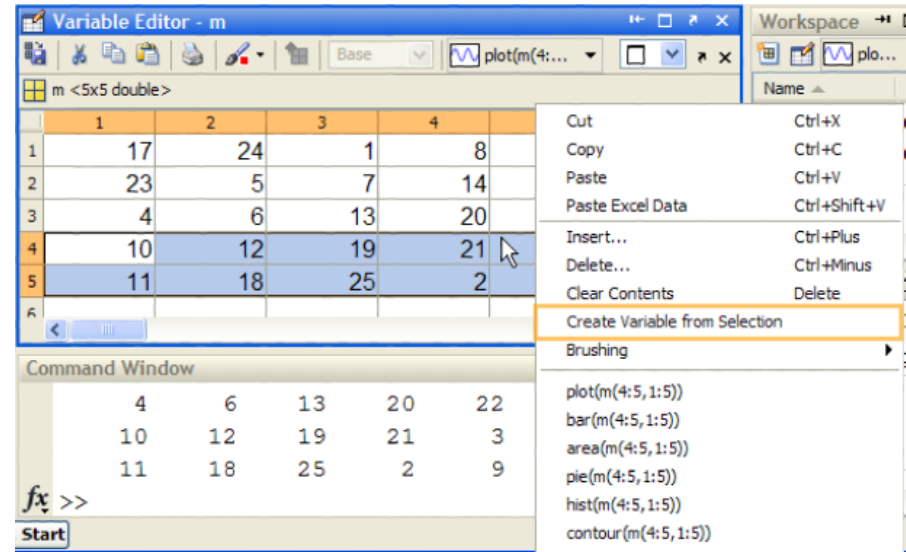 Variable Editor - m
Base plot(m(4:...
m <5x5 double>
1 2 3 4
1 17 24 1 8
2 23 5 7 14
3 4 6 13 20
4 10 12 19 21
5 11 18 25 2
6
Workspace
plo...
Name
Cut Ctrl+X
Copy Ctrl+C
Paste Ctrl+V
Paste Excel Data Ctrl+Shift+V
Insert... Ctrl+Plus
Delete... Ctrl+Minus
Clear Contents Delete
Create Variable from Selection
Brushing
plot(m(4:5,1:5))
bar(m(4:5,1:5))
area(m(4:5,1:5))
pie(m(4:5,1:5))
hist(m(4:5,1:5))
contour(m(4:5,1:5))
Command Window
4 6 13 20 22
10 12 19 21 3
11 18 25 2 9
fx >>
Start